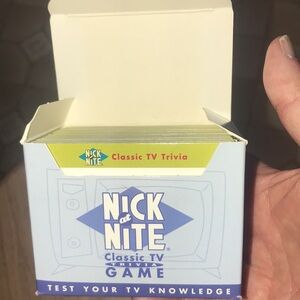 NICK at NITE Classic TV Trivia
NICK
at
NITE®
Classic TV
TRIVIA
GAME
TEST YOUR TV KNOWLEDGE